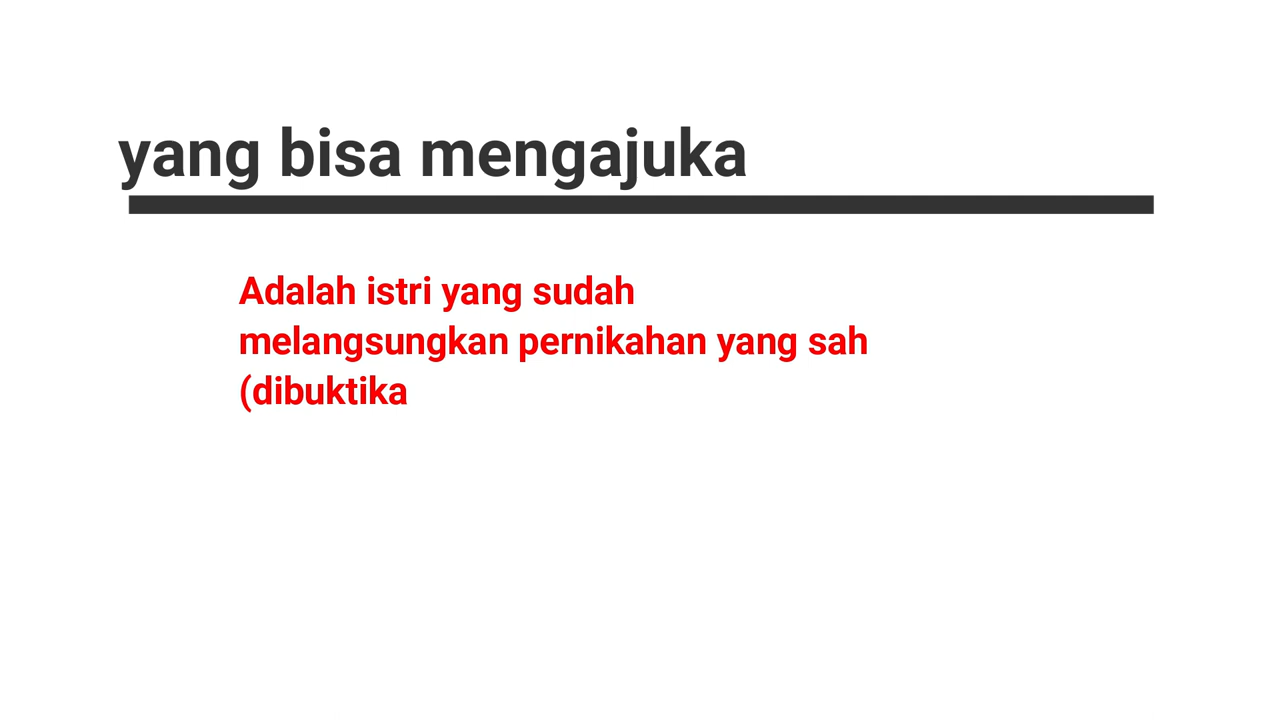 yang bisa mengajuka
Adalah istri yang sudah
melangsungkan pernikahan yang sah
(dibuktika